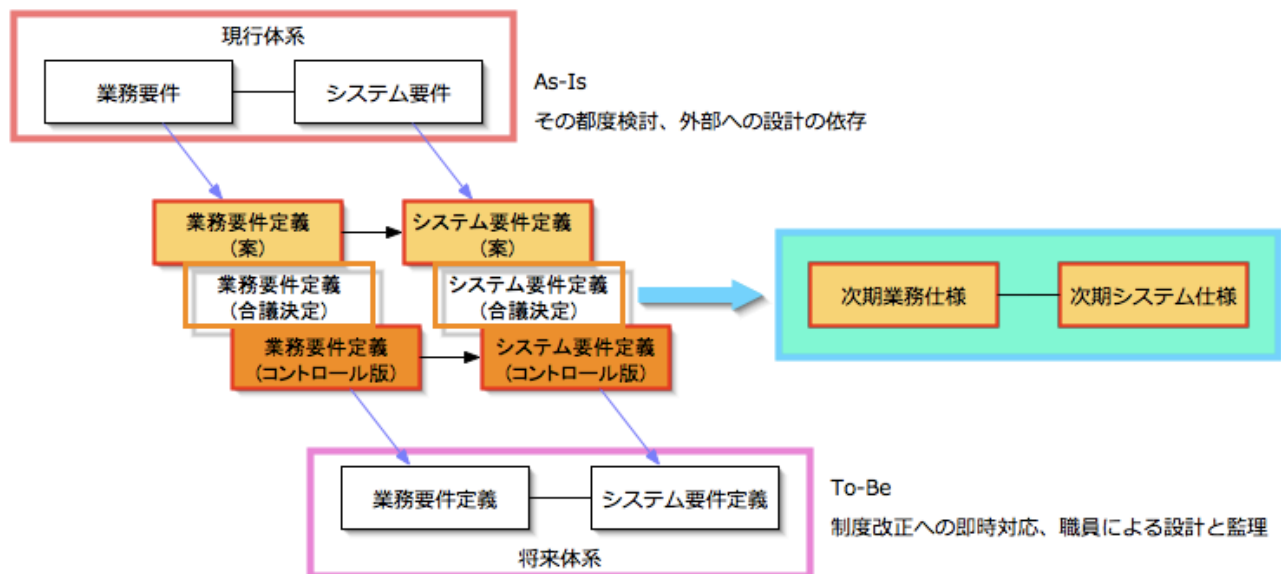 現行体系
業務要件
システム要件
As-Is
その都度検討、外部への設計の依存
業務要件定義
(案)
システム要件定義
(案)
業務要件定義
(合議決定)
システム要件定義
(合議決定)
業務要件定義
(コントロール版)
システム要件定義
(コントロール版)
次期業務仕様
次期システム仕様
業務要件定義
システム要件定義
将来体系
To-Be
制度改正への即時対応、職員による設計と監理